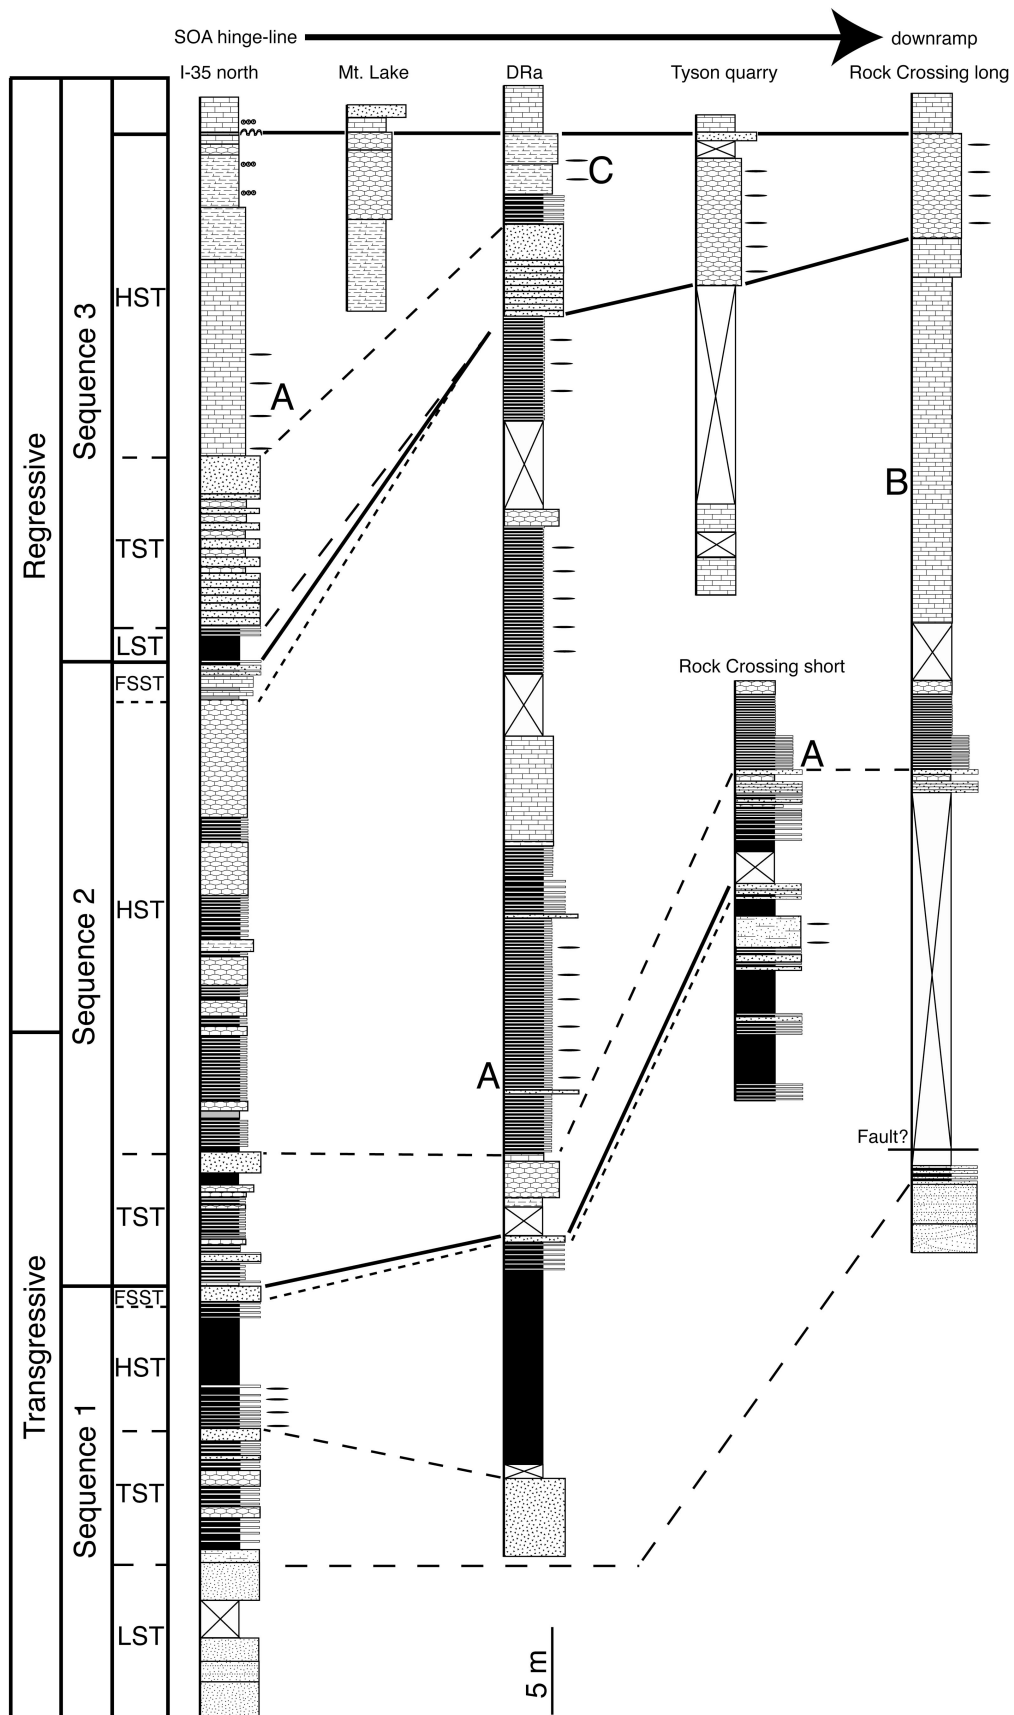 SOA hinge-line
downramp
I-35 north
Mt. Lake
DRa
Tyson quarry
Rock Crossing long
C
HST
Sequence 3
A
Regressive
B
TST
LST
Rock Crossing short
FSST
A
HST
Sequence 2
A
Fault?
TST
FSST
Transgressive
HST
Sequence 1
TST
LST
5 m